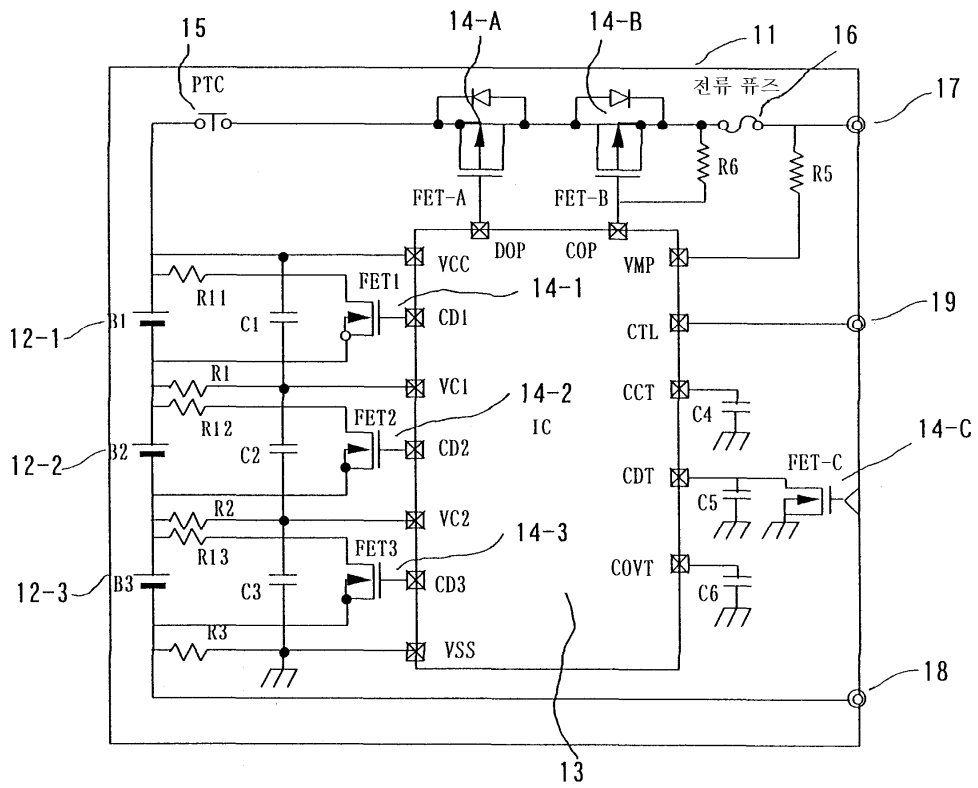 14-A
14-B
15
11
16
PTC
전류 퓨즈
17
R6
R5
FET-A
FET-B
DOP
COP
VCC
VMP
R11
FET1
14-1
12-1
B1
C1
CD1
CTL
19
R1
VC1
CCT
R12
FET2
14-2
IC
C4
14-C
12-2
B2
C2
CD2
FET-C
CDT
R2
VC2
C5
R13
FET3
14-3
COVT
12-3
B3
C3
CD3
C6
R3
VSS
18
13